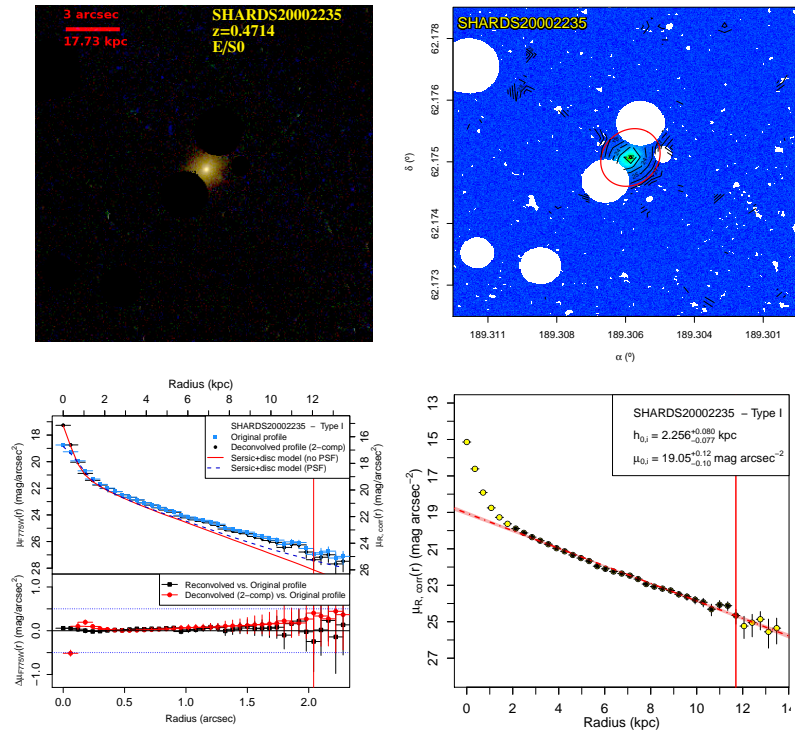 3 arcsec
17.73 kpc
SHARDS20002235
z=0.4714
E/S0
SHARDS20002235
62.178
62.176
62.175
62.174
62.173
δ (º)
189.311
189.308
189.306
189.304
189.301
α (º)
Radius (kpc)
0 2 4 6 8 10 12
SHARDS20002235 − Type I
Original profile
Deconvolved profile (2−comp)
Sersic+disc model (no PSF)
Sersic+disc model (PSF)
18
20
22
24
26
28
μF775W(r) (mag/arcsec²)
16
18
20
22
24
26
μR, corr(r) (mag/arcsec²)
Reconvolved vs. Original profile
Deconvolved (2−comp) vs. Original profile
1.0
0.0
−1.0
ΔμF775W(r) (mag/arcsec²)
0.0 0.5 1.0 1.5 2.0
Radius (arcsec)
SHARDS20002235 − Type I
h0,i = 2.256 +0.080 −0.077 kpc
μ0,i = 19.05 +0.12 −0.10 mag arcsec−2
13
15
17
19
21
23
25
27
μR, corr(r) (mag arcsec−2)
0 2 4 6 8 10 12 14
Radius (kpc)